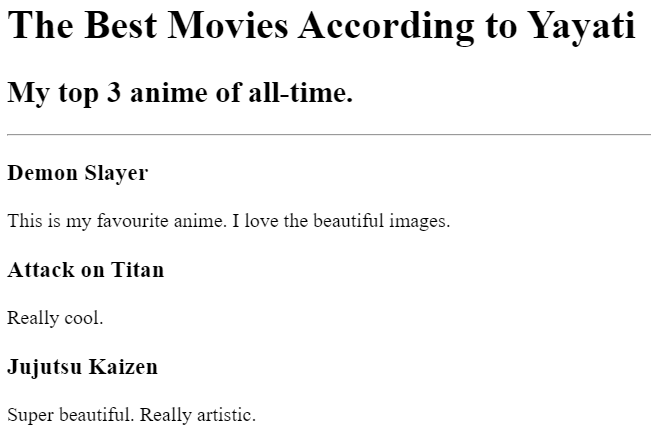 The Best Movies According to Yayati
My top 3 anime of all-time.
Demon Slayer
This is my favourite anime. I love the beautiful images.
Attack on Titan
Really cool.
Jujutsu Kaizen
Super beautiful. Really artistic.